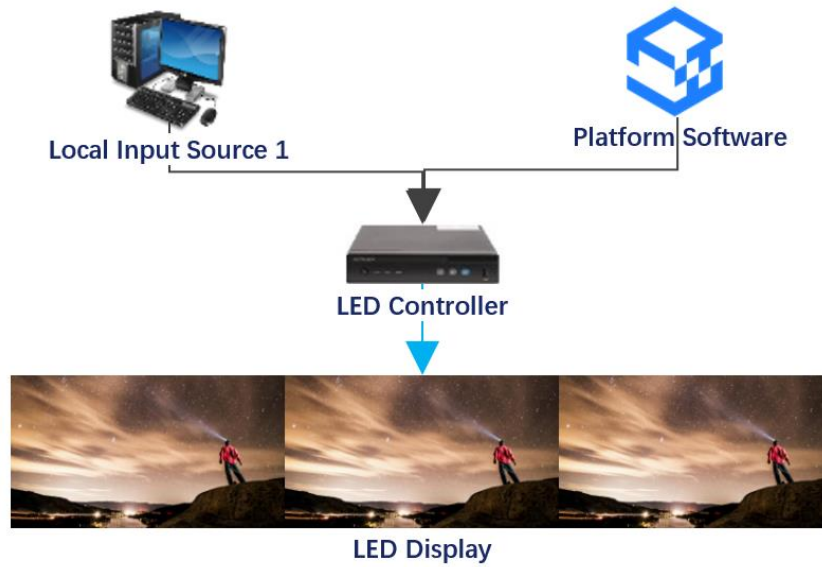 Local Input Source 1
Platform Software
LED Controller
LED Display